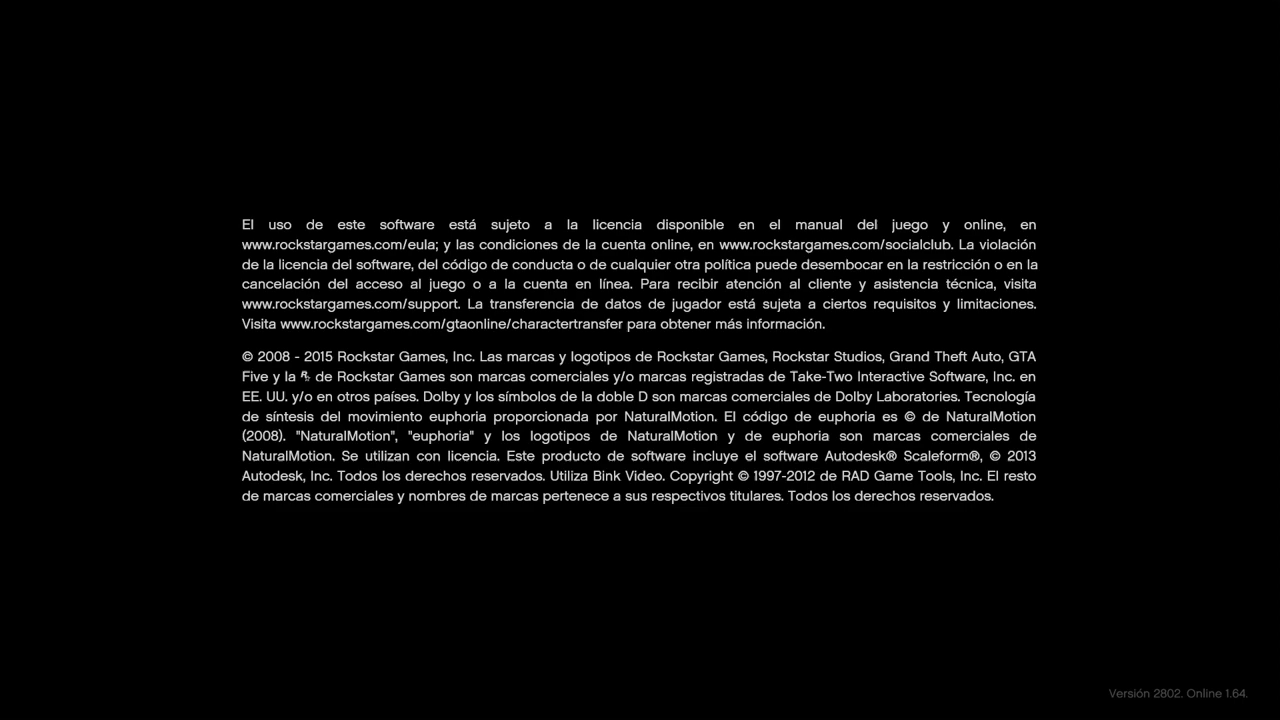 El uso de este software está sujeto a la licencia disponible en el manual del juego y online, en
www.rockstargames.com/eula; y las condiciones de la cuenta online, en www.rockstargames.com/socialclub. La violación
de la licencia del software, del código de conducta o de cualquier otra política puede desembocar en la restricción o en la
cancelación del acceso al juego o a la cuenta en línea. Para recibir atención al cliente y asistencia técnica, visita
www.rockstargames.com/support. La transferencia de datos de jugador está sujeta a ciertos requisitos y limitaciones.
Visita www.rockstargames.com/gtaonline/charactertransfer para obtener más información.
© 2008 - 2015 Rockstar Games, Inc. Las marcas y logotipos de Rockstar Games, Rockstar Studios, Grand Theft Auto, GTA
Five y la R* de Rockstar Games son marcas comerciales y/o marcas registradas de Take-Two Interactive Software, Inc. en
EE. UU. y/o en otros países. Dolby y los símbolos de la doble D son marcas comerciales de Dolby Laboratories. Tecnología
de síntesis del movimiento euphoria proporcionada por NaturalMotion. El código de euphoria es © de NaturalMotion
(2008). "NaturalMotion", "euphoria" y los logotipos de NaturalMotion y de euphoria son marcas comerciales de
NaturalMotion. Se utilizan con licencia. Este producto de software incluye el software Autodesk® Scaleform®, © 2013
Autodesk, Inc. Todos los derechos reservados. Utiliza Bink Video. Copyright © 1997-2012 de RAD Game Tools, Inc. El resto
de marcas comerciales y nombres de marcas pertenece a sus respectivos titulares. Todos los derechos reservados.
Versión 2802. Online 1.64.